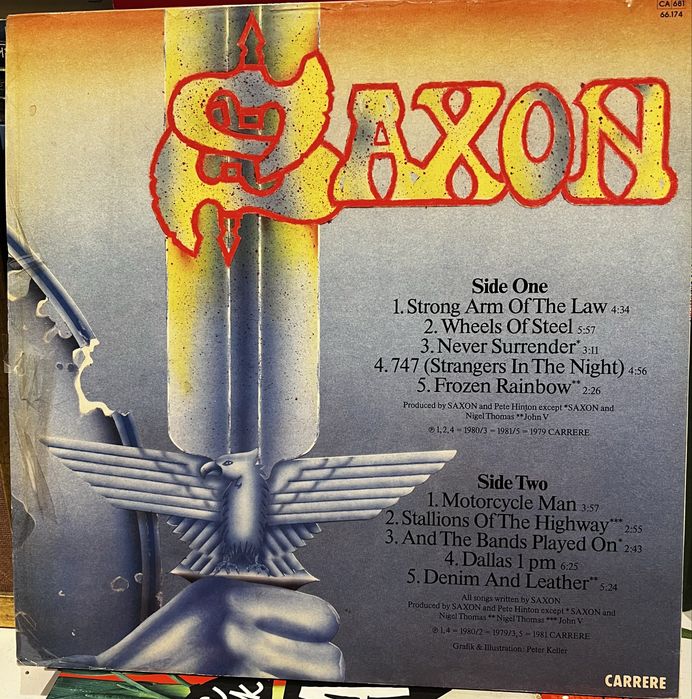 CA 681
66.174
SAXON
Side One
1. Strong Arm Of The Law 4:34
2. Wheels Of Steel 5:57
3. Never Surrender* 3:11
4. 747 (Strangers In The Night) 4:56
5. Frozen Rainbow** 2:26
Produced by SAXON and Pete Hinton except *SAXON and
Nigel Thomas **John V
℗ 1,2,4 = 1980/3 = 1981/5 = 1979 CARRERE
Side Two
1. Motorcycle Man 3:57
2. Stallions Of The Highway*** 2:55
3. And The Bands Played On* 2:43
4. Dallas 1 pm 6:25
5. Denim And Leather** 5:24
All songs written by SAXON
Produced by SAXON and Pete Hinton except *SAXON and
Nigel Thomas ** Nigel Thomas *** John V
℗ 1,4 = 1980/2 = 1979/3,5 = 1981 CARRERE
Grafik & Illustration: Peter Keller
CARRERE